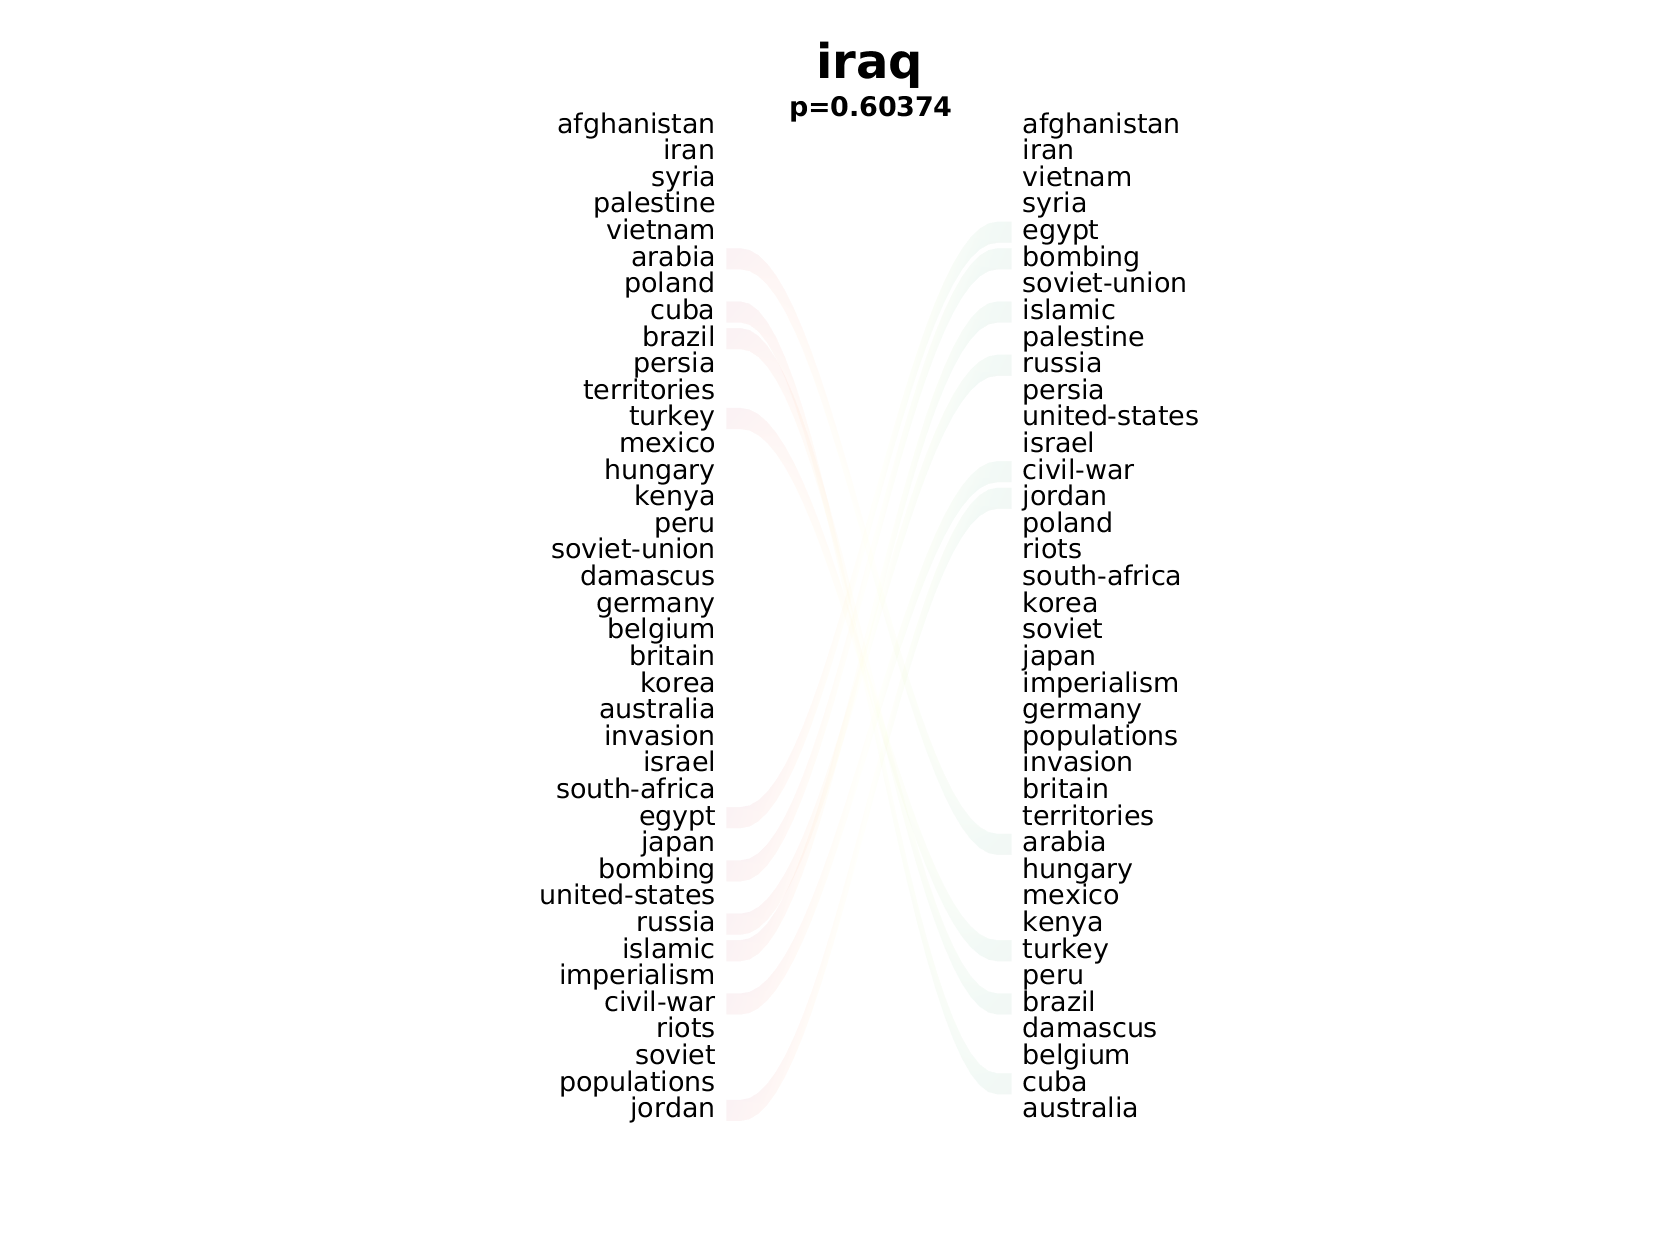 iraq
p=0.60374
afghanistan afghanistan
iran iran
syria vietnam
palestine syria
vietnam egypt
arabia bombing
poland soviet-union
cuba islamic
brazil palestine
persia russia
territories persia
turkey united-states
mexico israel
hungary civil-war
kenya jordan
peru poland
soviet-union riots
damascus south-africa
germany korea
belgium soviet
britain japan
korea imperialism
australia germany
invasion populations
israel invasion
south-africa britain
egypt territories
japan arabia
bombing hungary
united-states mexico
russia kenya
islamic turkey
imperialism peru
civil-war brazil
riots damascus
soviet belgium
populations cuba
jordan australia